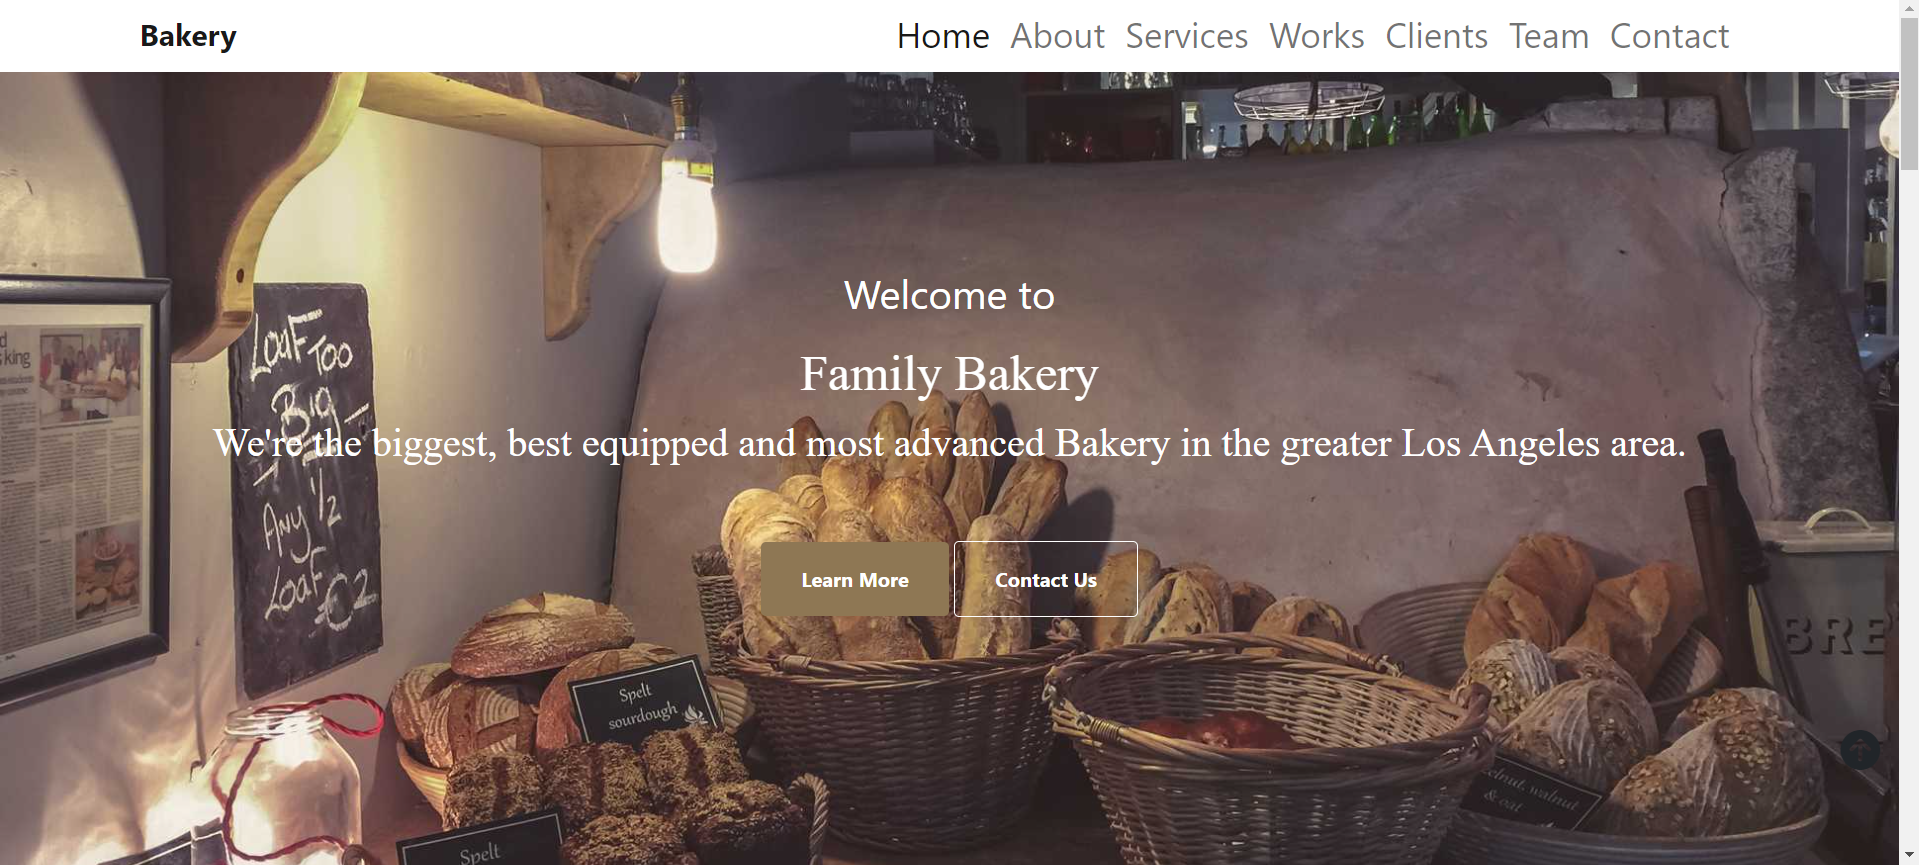 Bakery
Home About Services Works Clients Team Contact
Welcome to
Family Bakery
We're the biggest, best equipped and most advanced Bakery in the greater Los Angeles area.
Learn More
Contact Us
Loaf Too
Big
Any 1/2
Loaf €2
king
Spelt
sourdough
Spelt
walnut
& oat
BRE